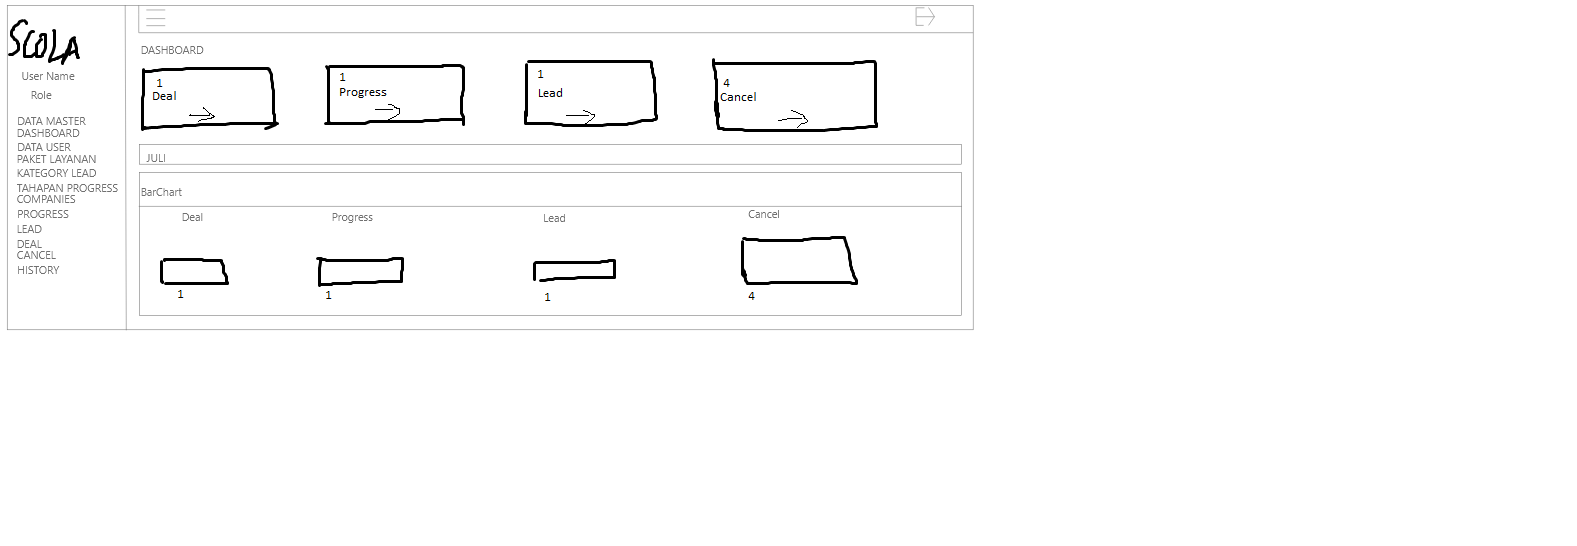 SCOLA
User Name
Role
DATA MASTER
DASHBOARD
DATA USER
PAKET LAYANAN
KATEGORY LEAD
TAHAPAN PROGRESS
COMPANIES
PROGRESS
LEAD
DEAL
CANCEL
HISTORY
DASHBOARD
1
Deal
1
Progress
1
Lead
4
Cancel
JULI
BarChart
Deal
Progress
Lead
Cancel
1
1
1
4